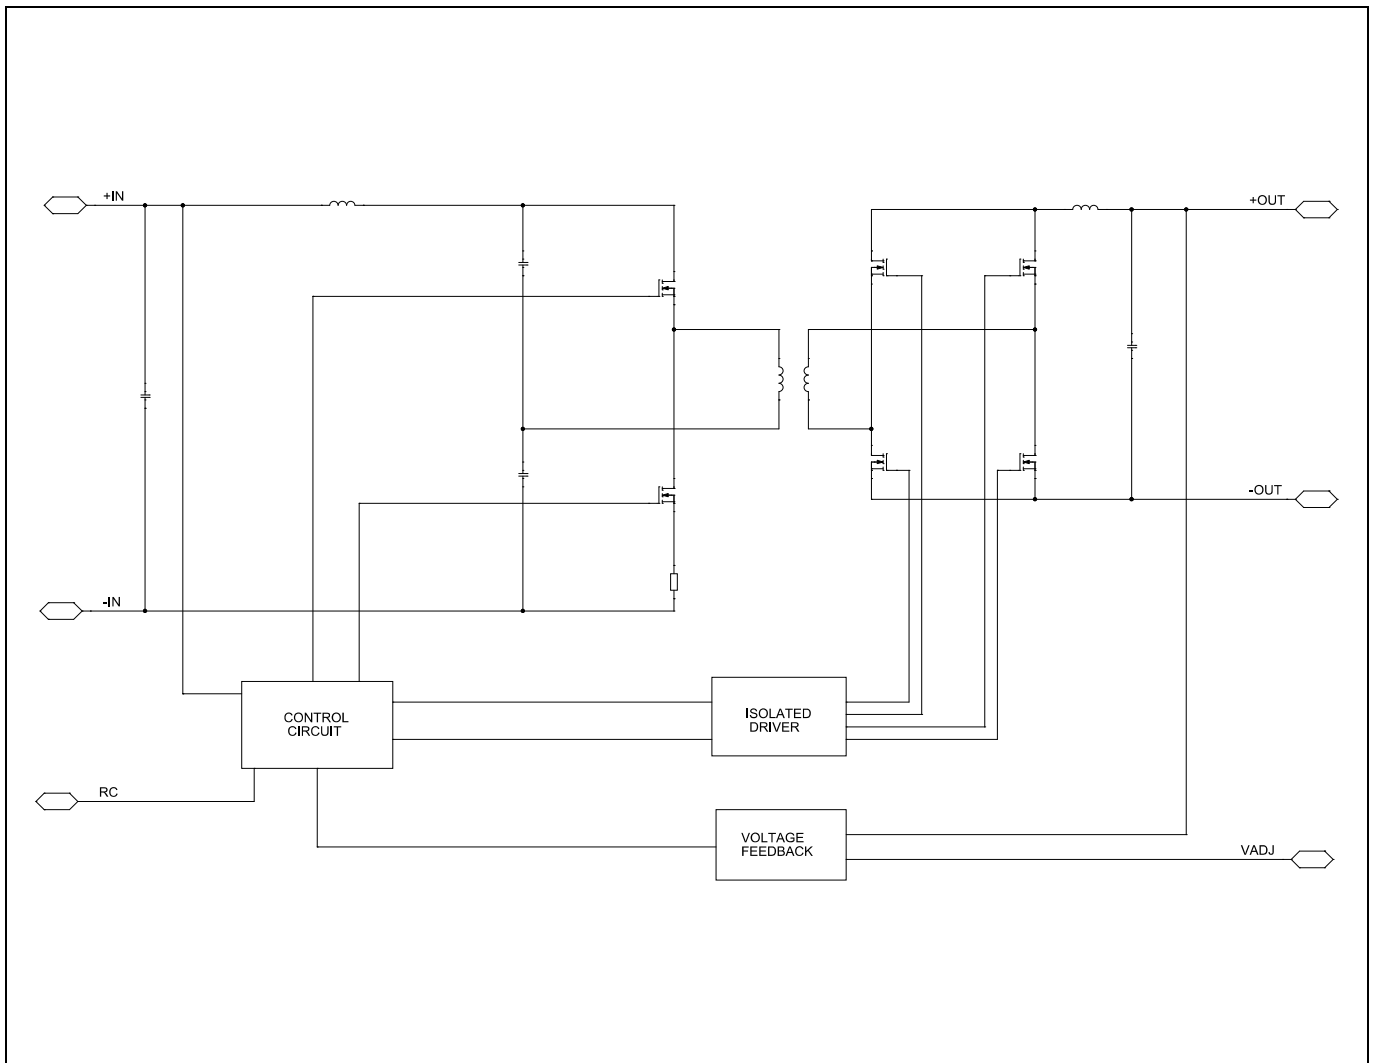 +IN
+OUT
-OUT
-IN
CONTROL
CIRCUIT
ISOLATED
DRIVER
RC
VOLTAGE
FEEDBACK
VADJ